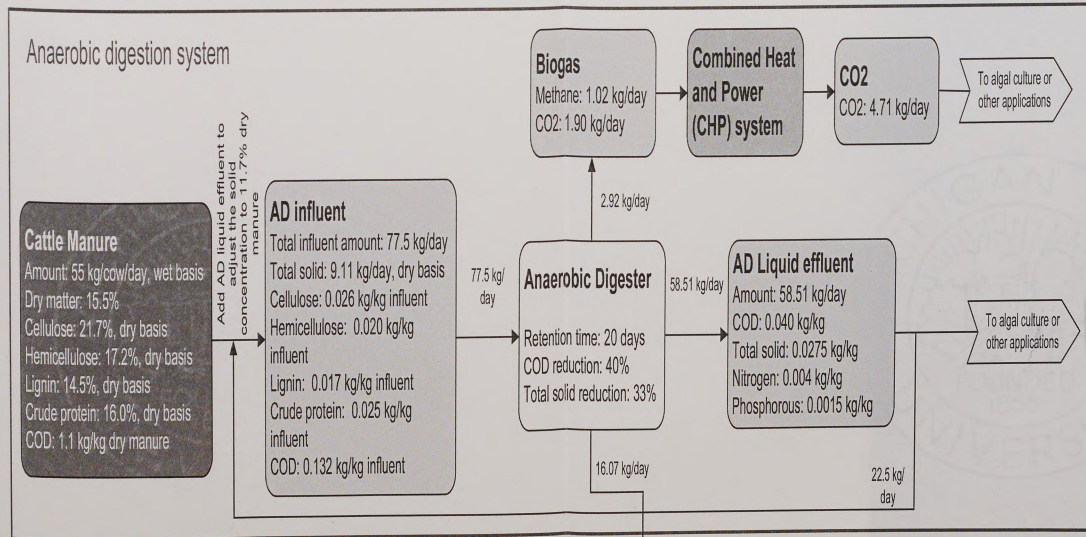 Anaerobic digestion system
Cattle Manure
Amount: 55 kg/cow/day, wet basis
Dry matter: 15.5%
Cellulose: 21.7%, dry basis
Hemicellulose: 17.2%, dry basis
Lignin: 14.5%, dry basis
Crude protein: 16.0%, dry basis
COD: 1.1 kg/kg dry manure
Add AD liquid effluent to
adjust the solid
concentration to 11.7% dry
manure
AD influent
Total influent amount: 77.5 kg/day
Total solid: 9.11 kg/day, dry basis
Cellulose: 0.026 kg/kg influent
Hemicellulose: 0.020 kg/kg
influent
Lignin: 0.017 kg/kg influent
Crude protein: 0.025 kg/kg
influent
COD: 0.132 kg/kg influent
77.5 kg/
day
Biogas
Methane: 1.02 kg/day
CO2: 1.90 kg/day
2.92 kg/day
Combined Heat
and Power
(CHP) system
CO2
CO2: 4.71 kg/day
To algal culture or
other applications
Anaerobic Digester
Retention time: 20 days
COD reduction: 40%
Total solid reduction: 33%
16.07 kg/day
58.51 kg/day
AD Liquid effluent
Amount: 58.51 kg/day
COD: 0.040 kg/kg
Total solid: 0.0275 kg/kg
Nitrogen: 0.004 kg/kg
Phosphorous: 0.0015 kg/kg
To algal culture or
other applications
22.5 kg/
day